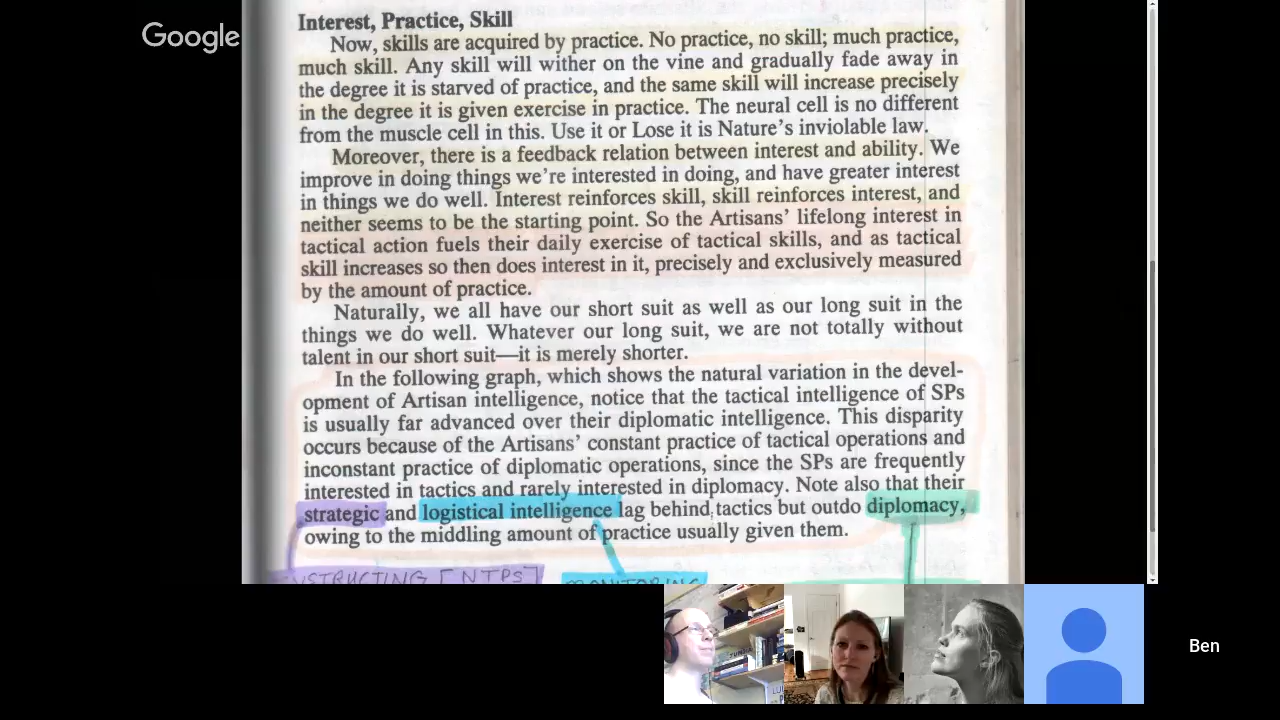 Google
Interest, Practice, Skill
Now, skills are acquired by practice. No practice, no skill; much practice,
much skill. Any skill will wither on the vine and gradually fade away in
the degree it is starved of practice, and the same skill will increase precisely
in the degree it is given exercise in practice. The neural cell is no different
from the muscle cell in this. Use it or Lose it is Nature's inviolable law.
Moreover, there is a feedback relation between interest and ability. We
improve in doing things we're interested in doing, and have greater interest
in things we do well. Interest reinforces skill, skill reinforces interest, and
neither seems to be the starting point. So the Artisans' lifelong interest in
tactical action fuels their daily exercise of tactical skills, and as tactical
skill increases so then does interest in it, precisely and exclusively measured
by the amount of practice.
Naturally, we all have our short suit as well as our long suit in the
things we do well. Whatever our long suit, we are not totally without
talent in our short suit—it is merely shorter.
In the following graph, which shows the natural variation in the devel-
opment of Artisan intelligence, notice that the tactical intelligence of SPs
is usually far advanced over their diplomatic intelligence. This disparity
occurs because of the Artisans' constant practice of tactical operations and
inconstant practice of diplomatic operations, since the SPs are frequently
interested in tactics and rarely interested in diplomacy. Note also that their
strategic and logistical intelligence lag behind tactics but outdo diplomacy,
owing to the middling amount of practice usually given them.
[NTPs] MONITORING
Ben